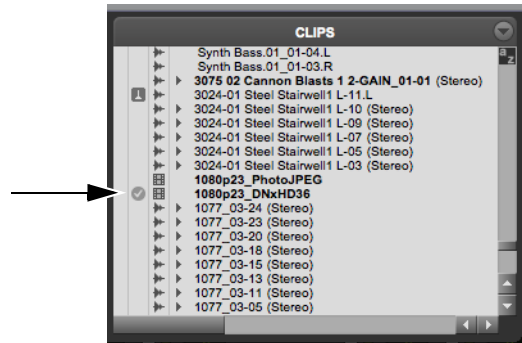 CLIPS
a
z
Synth Bass.01_01-04.L
Synth Bass.01_01-03.R
3075 02 Cannon Blasts 1 2-GAIN_01-01 (Stereo)
3024-01 Steel Stairwell1 L-11.L
3024-01 Steel Stairwell1 L-10 (Stereo)
3024-01 Steel Stairwell1 L-09 (Stereo)
3024-01 Steel Stairwell1 L-07 (Stereo)
3024-01 Steel Stairwell1 L-05 (Stereo)
3024-01 Steel Stairwell1 L-03 (Stereo)
1080p23_PhotoJPEG
1080p23_DNxHD36
1077_03-24 (Stereo)
1077_03-23 (Stereo)
1077_03-20 (Stereo)
1077_03-18 (Stereo)
1077_03-15 (Stereo)
1077_03-13 (Stereo)
1077_03-11 (Stereo)
1077_03-05 (Stereo)